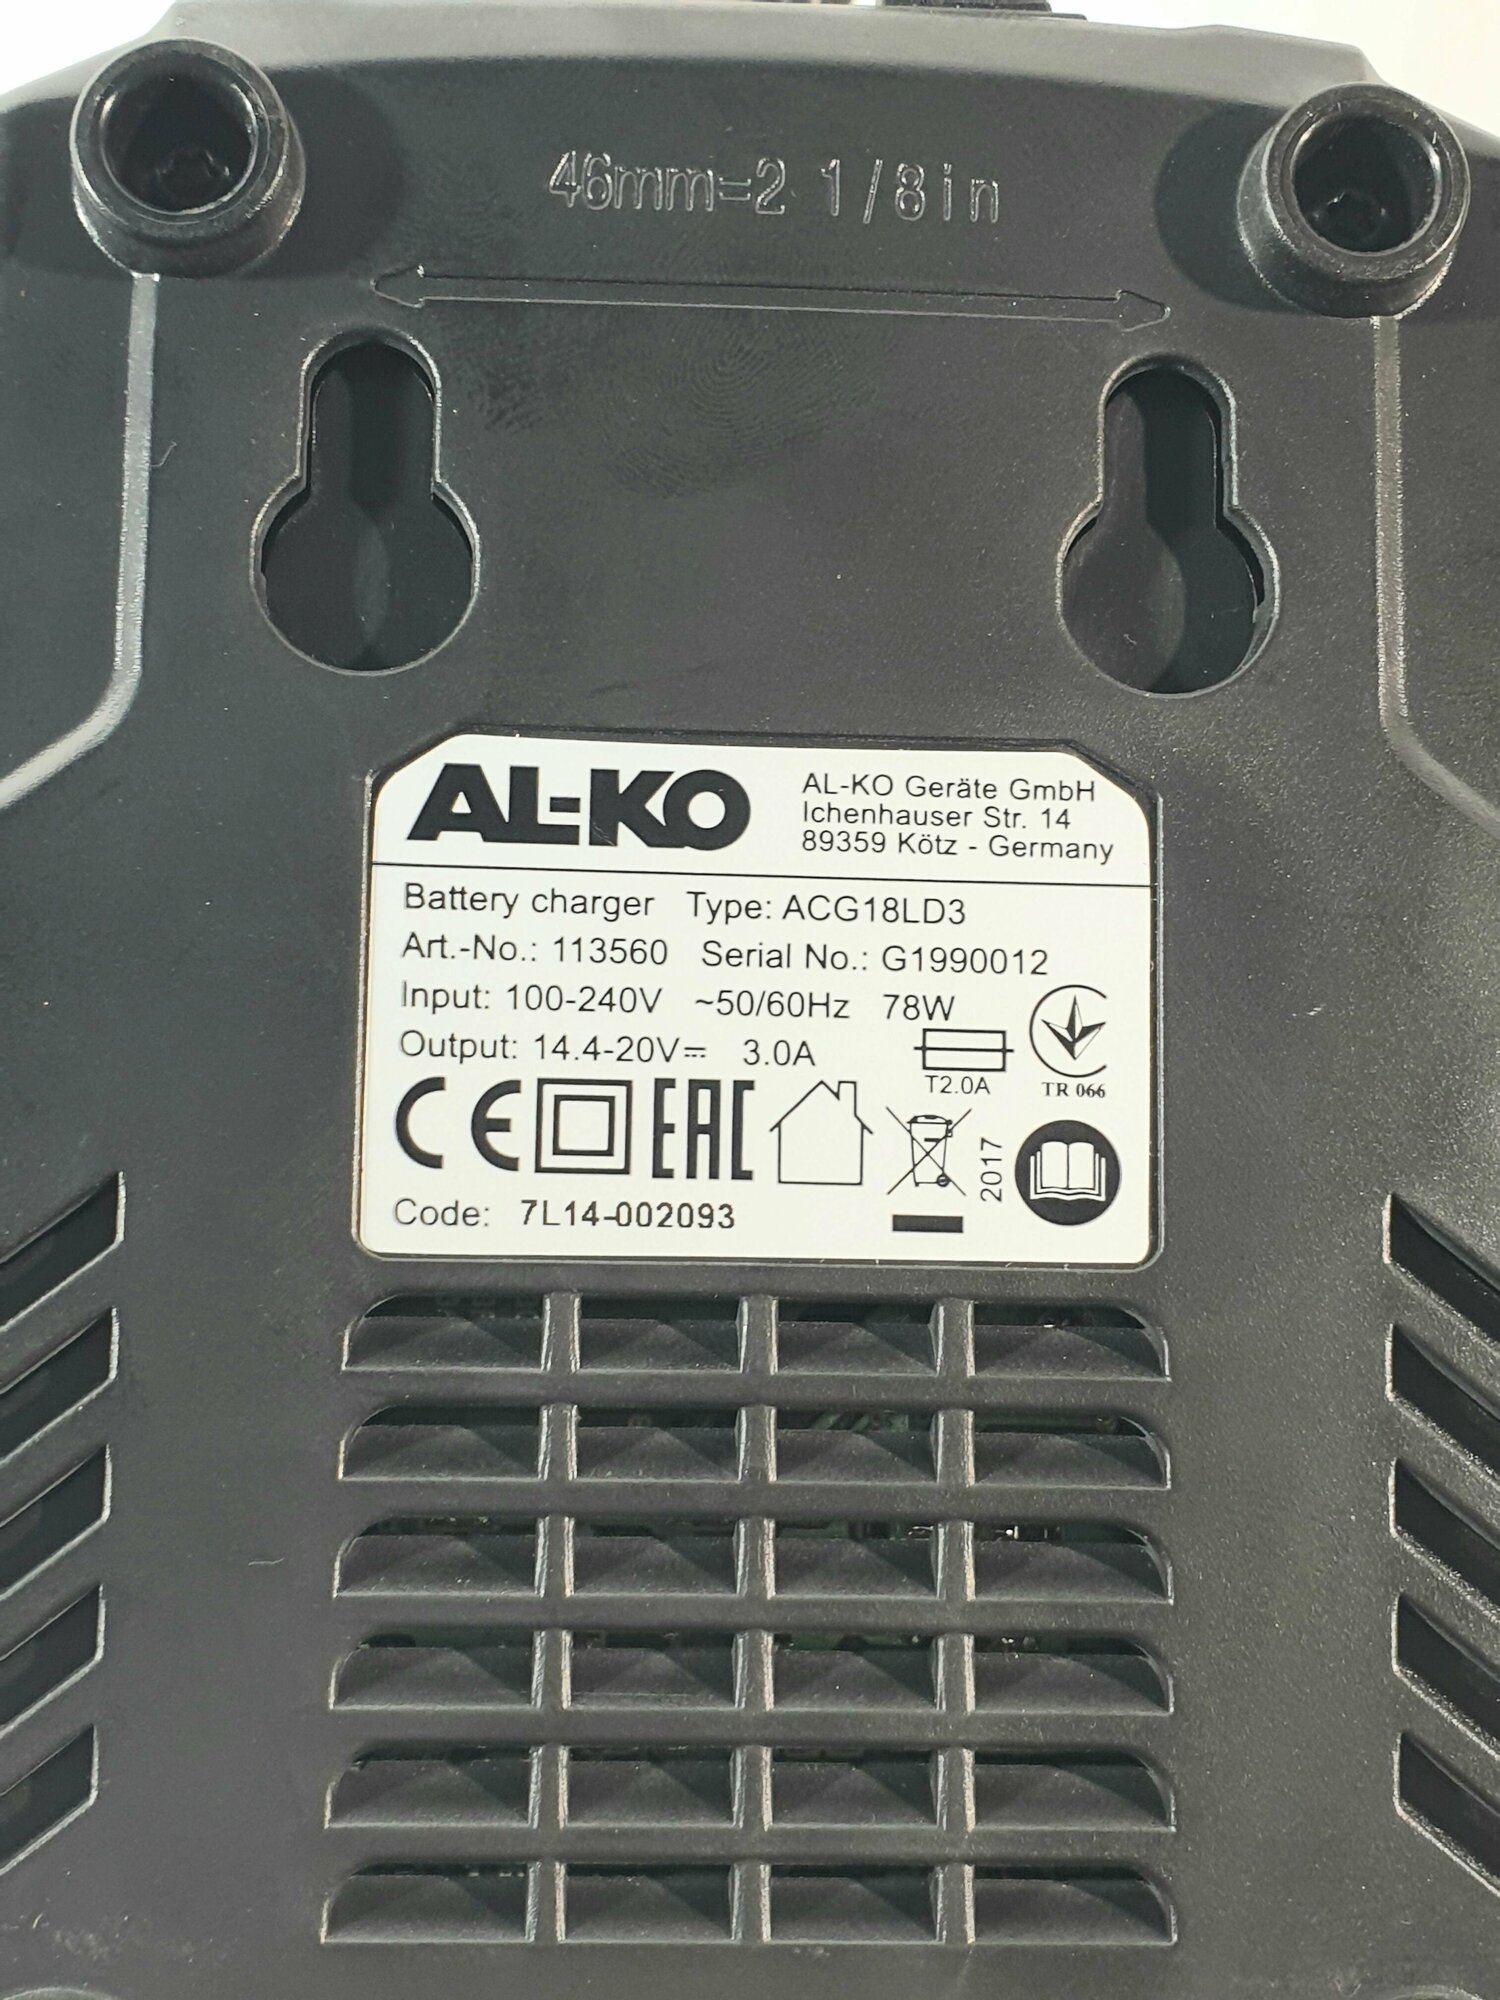 46mm=2 1/8in
AL-KO
AL-KO Geräte GmbH
Ichenhauser Str. 14
89359 Kötz - Germany
Battery charger Type: ACG18LD3
Art.-No.: 113560 Serial No.: G1990012
Input: 100-240V ~50/60Hz 78W
Output: 14.4-20V⎓ 3.0A
T2.0A
TR 066
CE EAC
2017
Code: 7L14-002093